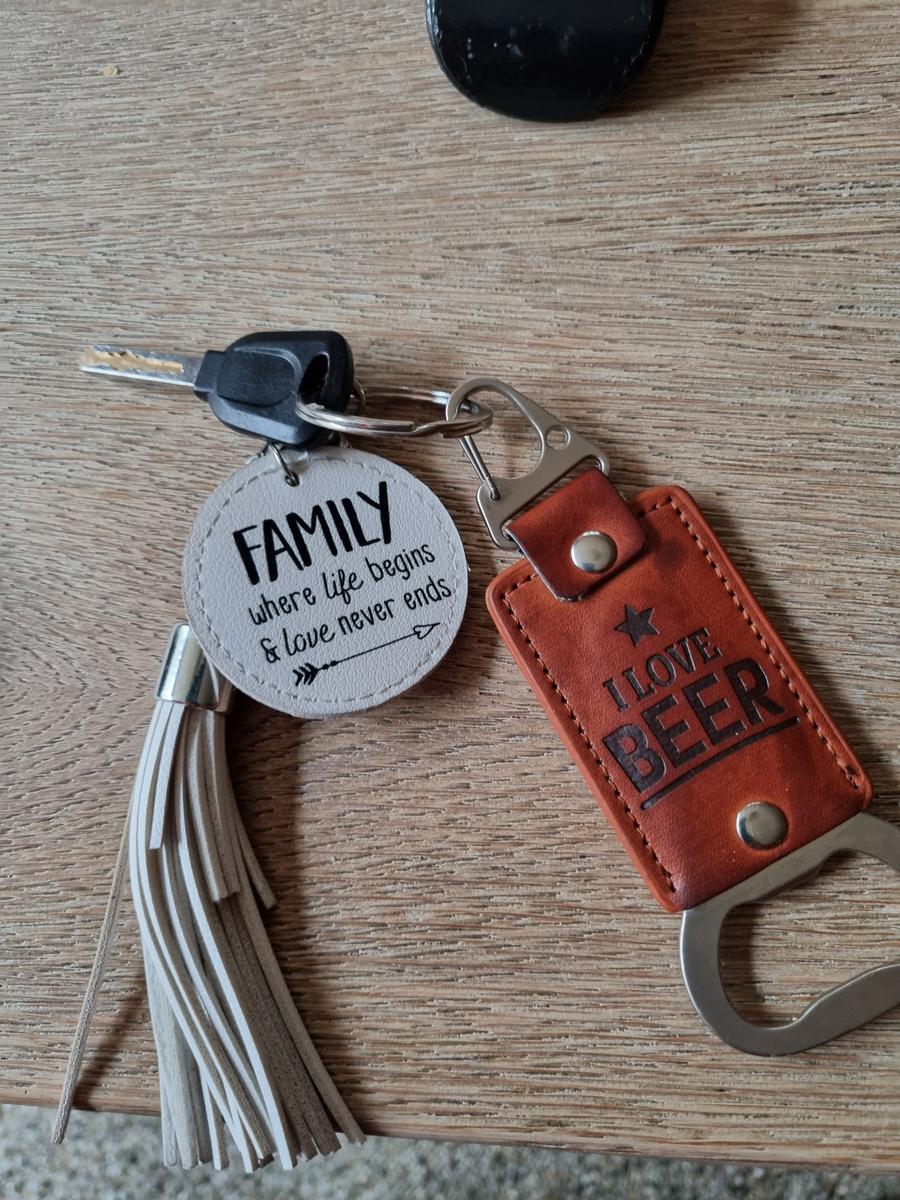 FAMILY
where life begins
& love never ends
I LOVE
BEER